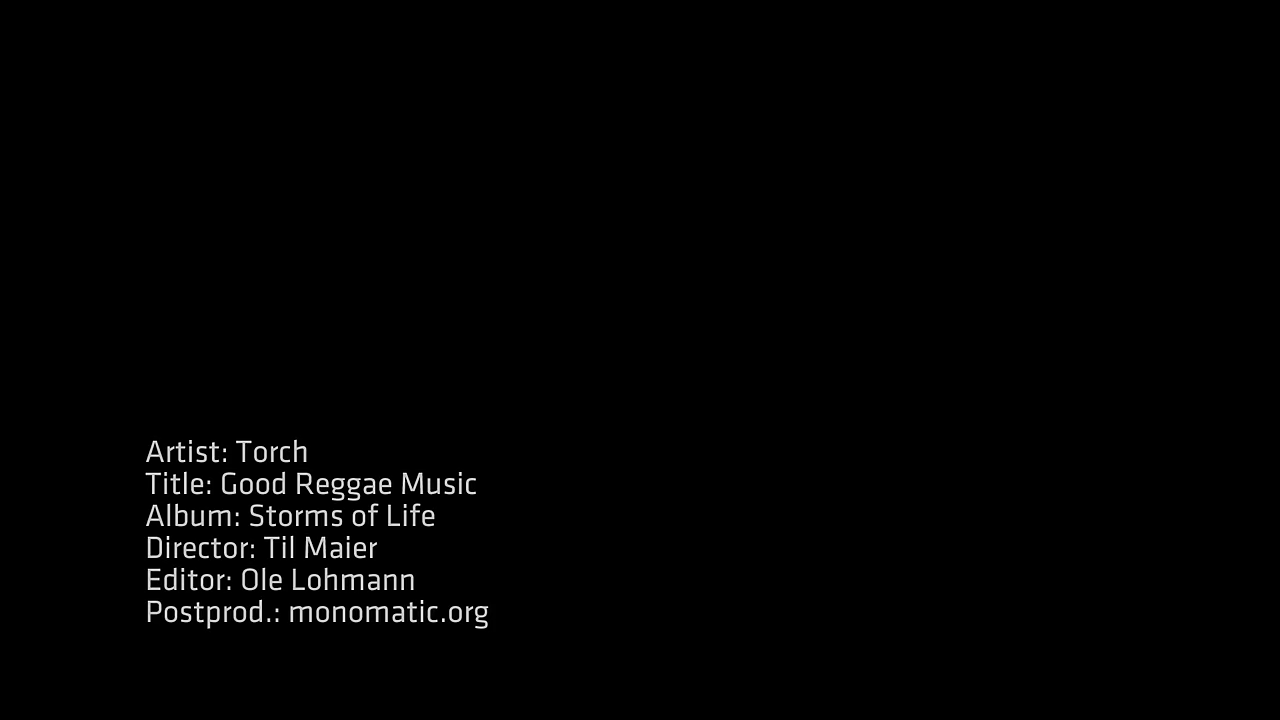 Artist: Torch
Title: Good Reggae Music
Album: Storms of Life
Director: Til Maier
Editor: Ole Lohmann
Postprod.: monomatic.org